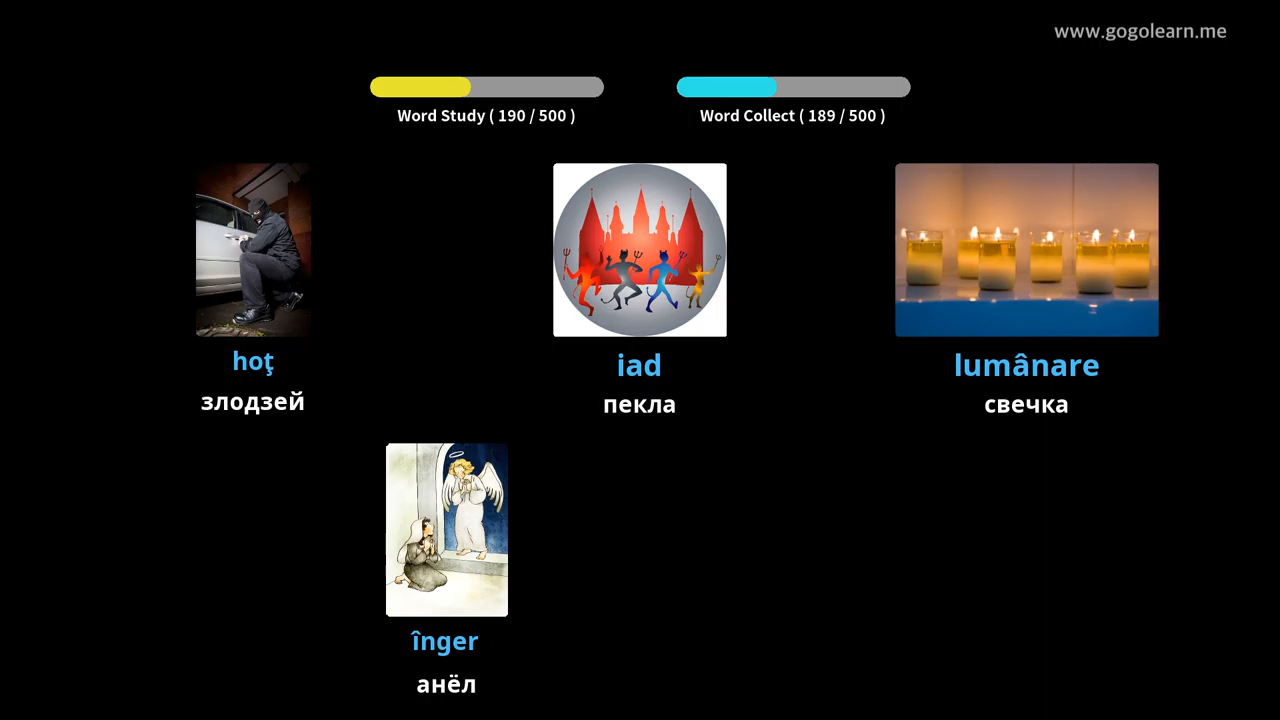 www.gogolearn.me
Word Study ( 190 / 500 )
Word Collect ( 189 / 500 )
hoţ
злодзей
iad
пекла
lumânare
свечка
înger
анёл